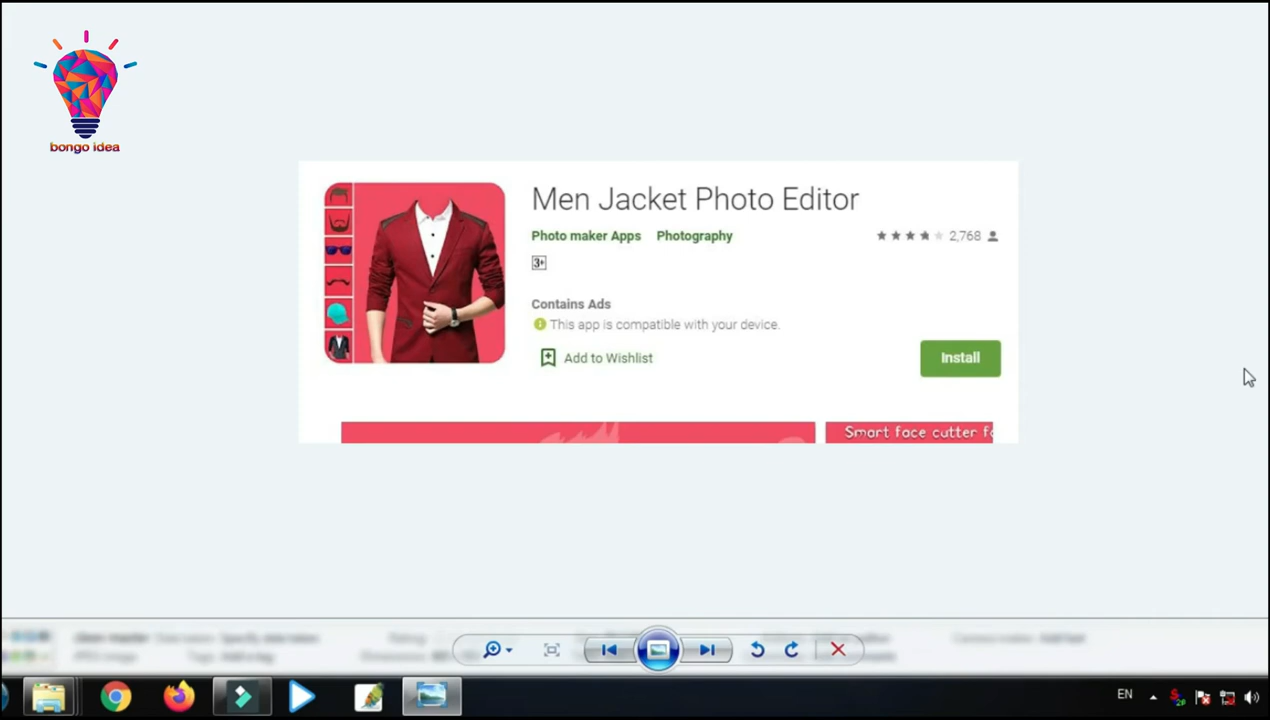 bongo idea
Men Jacket Photo Editor
Photo maker Apps Photography
2,768
3+
Contains Ads
This app is compatible with your device.
Add to Wishlist
Install
Smart face cutter fo
EN